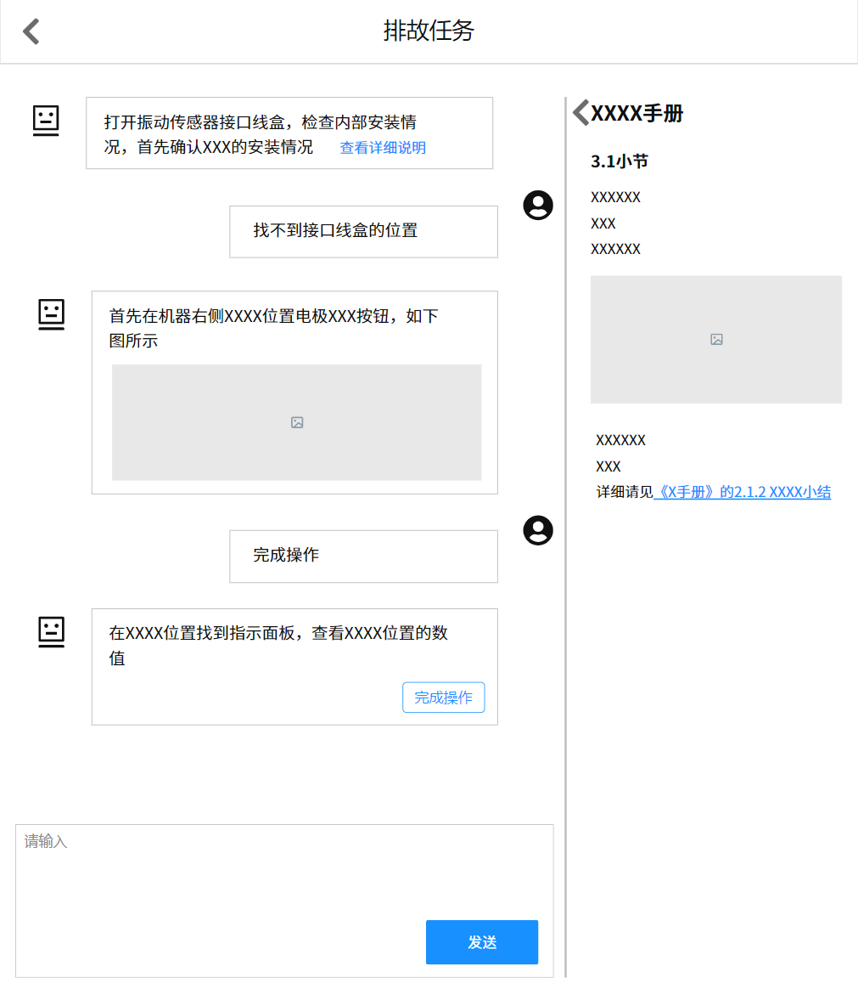 排故任务
打开振动传感器接口线盒，检查内部安装情
况，首先确认XXX的安装情况 查看详细说明
找不到接口线盒的位置
首先在机器右侧XXXX位置电极XXX按钮，如下
图所示
完成操作
在XXXX位置找到指示面板，查看XXXX位置的数
值
完成操作
请输入
发送
XXXX手册
3.1小节
XXXXXX
XXX
XXXXXX
XXXXXX
XXX
详细请见《X手册》的2.1.2 XXXX小结